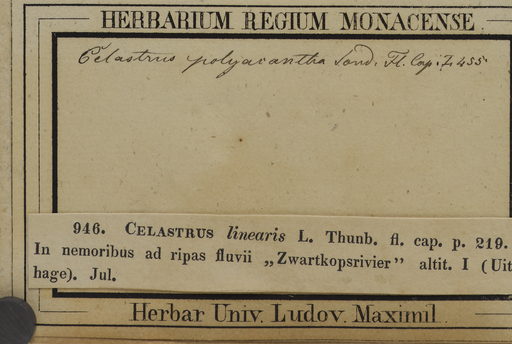 HERBARIUM REGIUM MONACENSE.
Celastrus polyacantha Sond. Fl. Cap. I. 455.
946. CELASTRUS linearis L. Thunb. fl. cap. p. 219.
In nemoribus ad ripas fluvii „Zwartkopsrivier” altit. I (Uit
hage). Jul.
Herbar Univ. Ludov. Maximil.